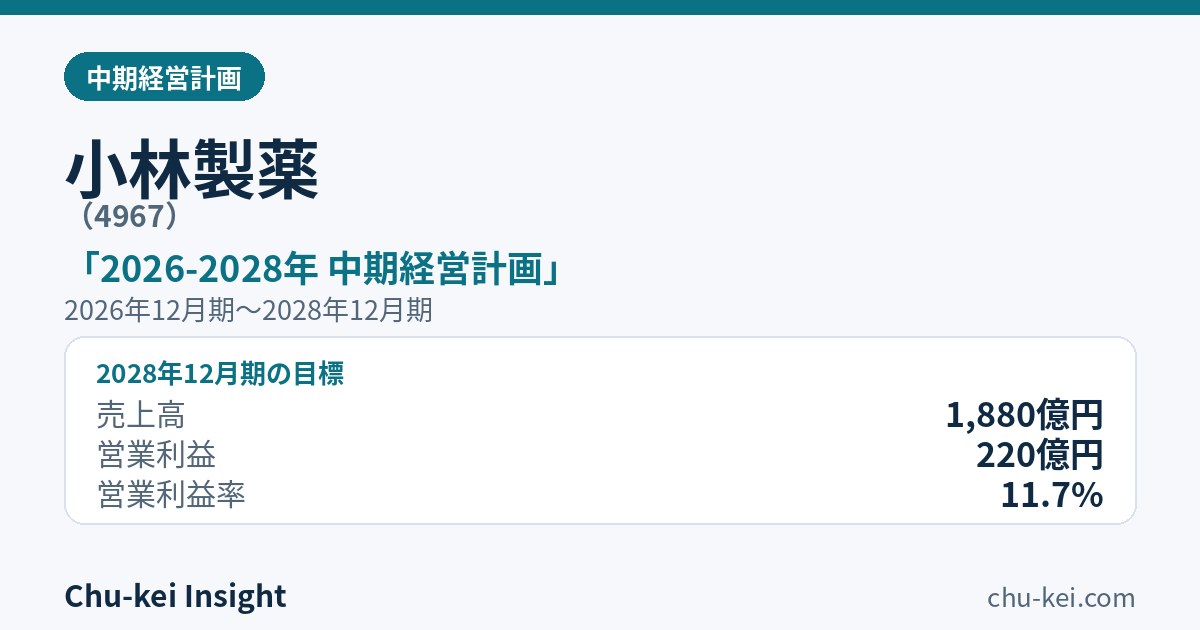 中期経営計画
小林製薬
（4967）
「2026-2028年 中期経営計画」
2026年12月期～2028年12月期
2028年12月期の目標
売上高 1,880億円
営業利益 220億円
営業利益率 11.7%
Chu-kei Insight chu-kei.com